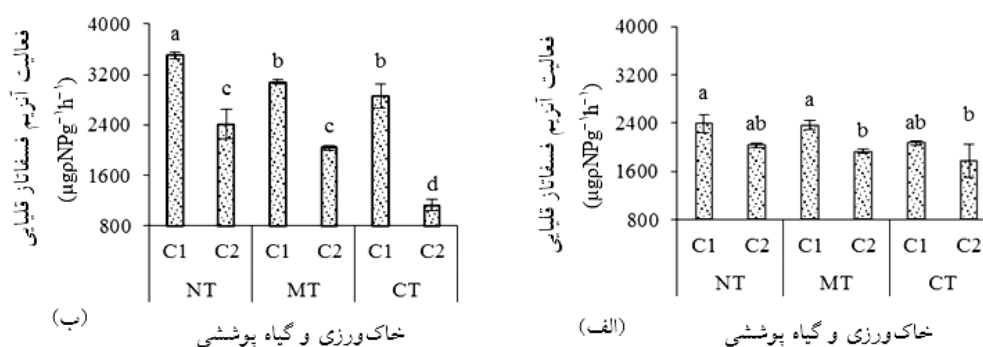 فعالیت آنزیم فسفاتاز قلیایی
(µgρNPg⁻¹h⁻¹)
4000
3200
2400
1600
800
a
c
b
c
b
d
C1 C2 C1 C2 C1 C2
NT MT CT
خاک‌ورزی و گیاه پوششی
(ب)
فعالیت آنزیم فسفاتاز قلیایی
(µgρNPg⁻¹h⁻¹)
4000
3200
2400
1600
800
a
ab
a
b
ab
b
C1 C2 C1 C2 C1 C2
NT MT CT
خاک‌ورزی و گیاه پوششی
(الف)